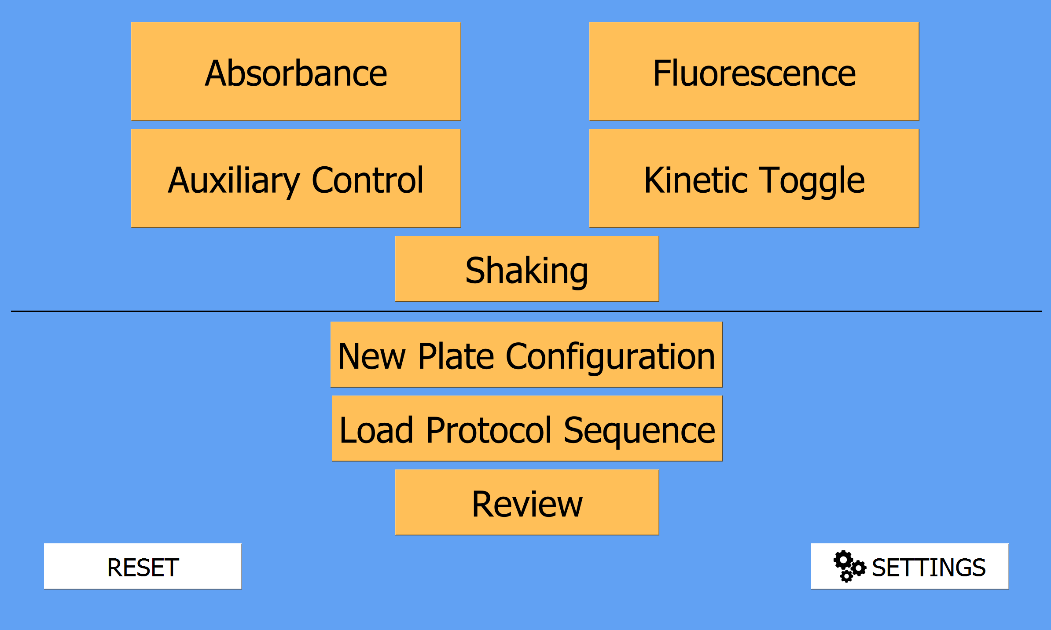 Absorbance
Fluorescence
Auxiliary Control
Kinetic Toggle
Shaking
New Plate Configuration
Load Protocol Sequence
Review
RESET
SETTINGS